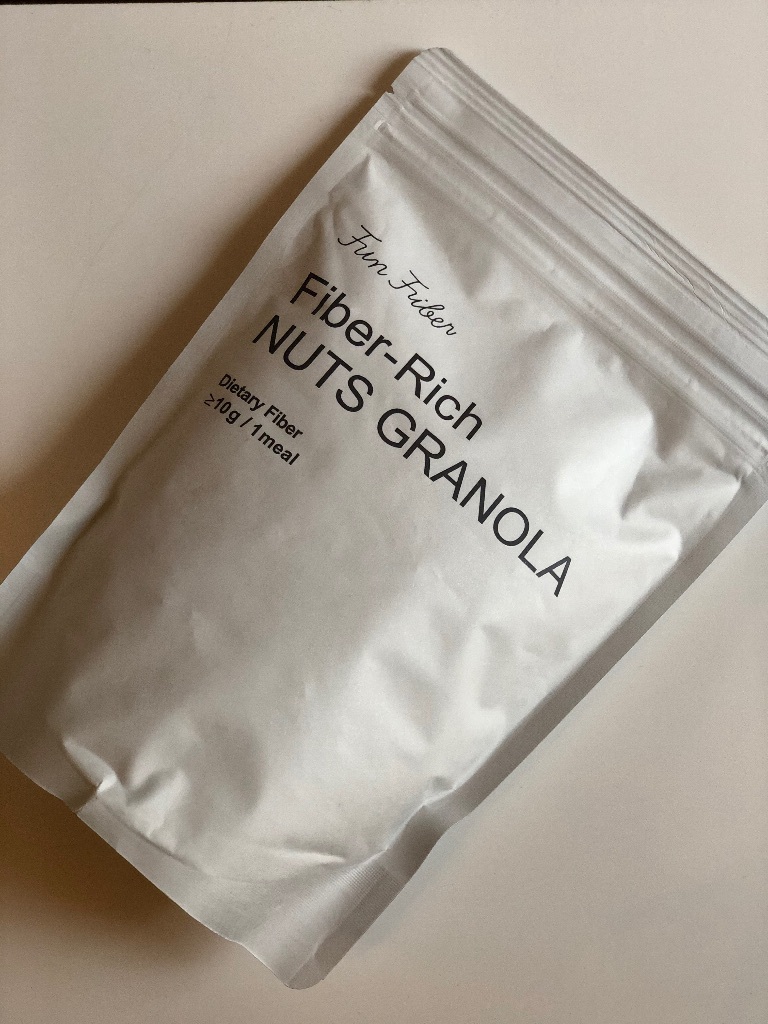 Fun Fiber
Fiber-Rich
NUTS GRANOLA
Dietary Fiber
≥10g / 1meal